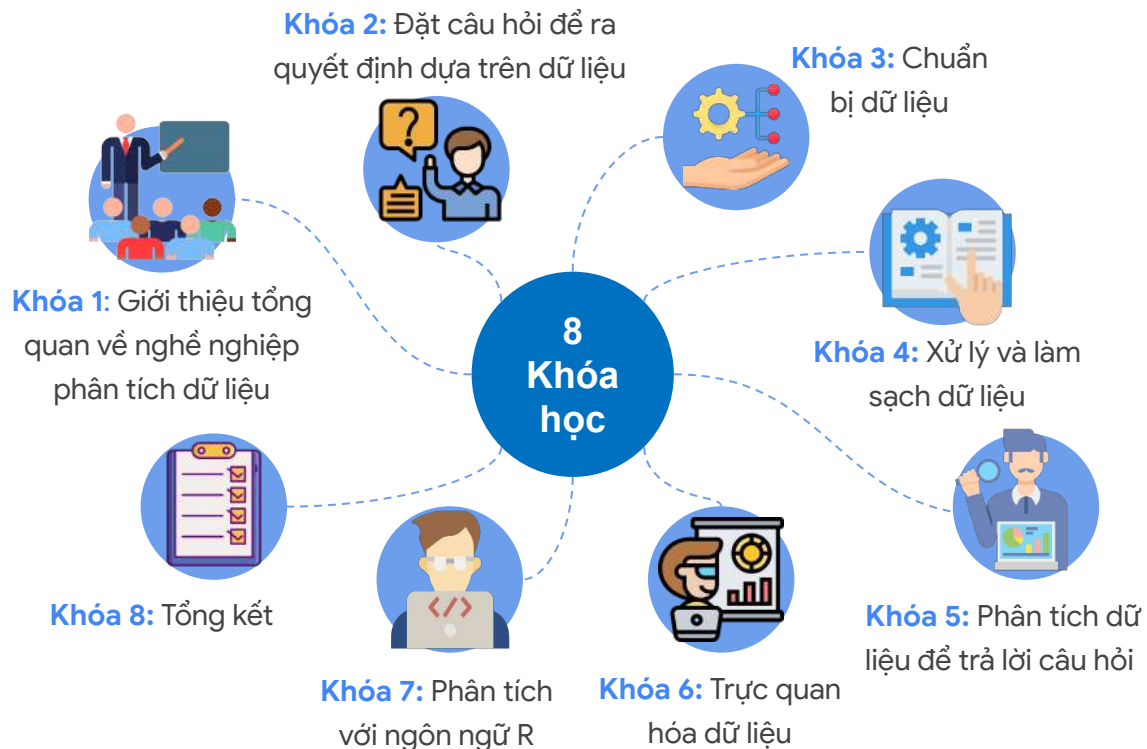 Khóa 2: Đặt câu hỏi để ra
quyết định dựa trên dữ liệu
Khóa 3: Chuẩn
bị dữ liệu
?
Khóa 1: Giới thiệu tổng
quan về nghề nghiệp
phân tích dữ liệu
8
Khóa
học
Khóa 4: Xử lý và làm
sạch dữ liệu
Khóa 8: Tổng kết
</>
Khóa 5: Phân tích dữ
liệu để trả lời câu hỏi
Khóa 7: Phân tích
với ngôn ngữ R
Khóa 6: Trực quan
hóa dữ liệu